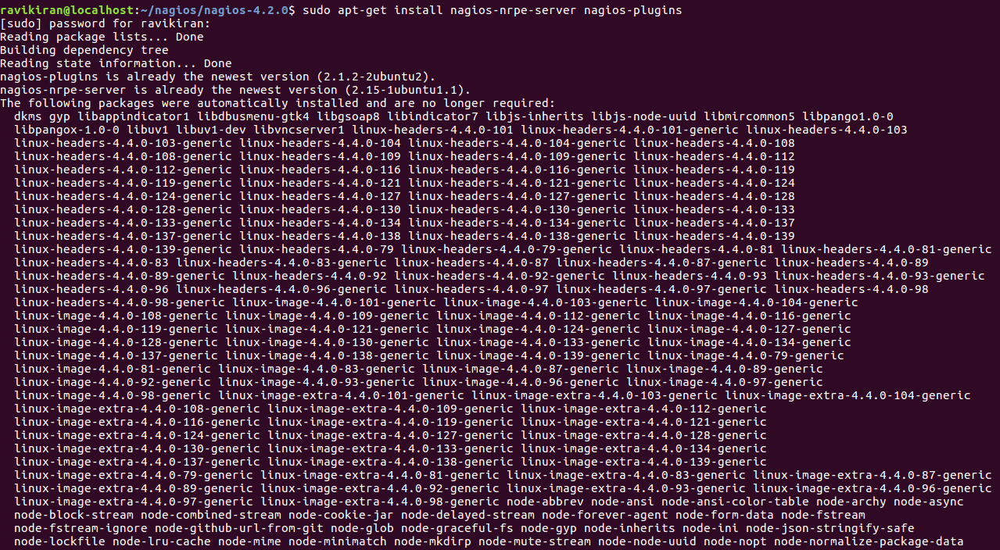 ravikiran@localhost:~/nagios/nagios-4.2.0$ sudo apt-get install nagios-nrpe-server nagios-plugins
[sudo] password for ravikiran:
Reading package lists... Done
Building dependency tree
Reading state information... Done
nagios-plugins is already the newest version (2.1.2-2ubuntu2).
nagios-nrpe-server is already the newest version (2.15-1ubuntu1.1).
The following packages were automatically installed and are no longer required:
  dkms gyp libappindicator1 libdbusmenu-gtk4 libgsoap8 libindicator7 libjs-inherits libjs-node-uuid libmircommon5 libpango1.0-0
  libpangox-1.0-0 libuv1 libuv1-dev libvncserver1 linux-headers-4.4.0-101 linux-headers-4.4.0-101-generic linux-headers-4.4.0-103
  linux-headers-4.4.0-103-generic linux-headers-4.4.0-104 linux-headers-4.4.0-104-generic linux-headers-4.4.0-108
  linux-headers-4.4.0-108-generic linux-headers-4.4.0-109 linux-headers-4.4.0-109-generic linux-headers-4.4.0-112
  linux-headers-4.4.0-112-generic linux-headers-4.4.0-116 linux-headers-4.4.0-116-generic linux-headers-4.4.0-119
  linux-headers-4.4.0-119-generic linux-headers-4.4.0-121 linux-headers-4.4.0-121-generic linux-headers-4.4.0-124
  linux-headers-4.4.0-124-generic linux-headers-4.4.0-127 linux-headers-4.4.0-127-generic linux-headers-4.4.0-128
  linux-headers-4.4.0-128-generic linux-headers-4.4.0-130 linux-headers-4.4.0-130-generic linux-headers-4.4.0-133
  linux-headers-4.4.0-133-generic linux-headers-4.4.0-134 linux-headers-4.4.0-134-generic linux-headers-4.4.0-137
  linux-headers-4.4.0-137-generic linux-headers-4.4.0-138 linux-headers-4.4.0-138-generic linux-headers-4.4.0-139
  linux-headers-4.4.0-139-generic linux-headers-4.4.0-79 linux-headers-4.4.0-79-generic linux-headers-4.4.0-81 linux-headers-4.4.0-81-generic
  linux-headers-4.4.0-83 linux-headers-4.4.0-83-generic linux-headers-4.4.0-87 linux-headers-4.4.0-87-generic linux-headers-4.4.0-89
  linux-headers-4.4.0-89-generic linux-headers-4.4.0-92 linux-headers-4.4.0-92-generic linux-headers-4.4.0-93 linux-headers-4.4.0-93-generic
  linux-headers-4.4.0-96 linux-headers-4.4.0-96-generic linux-headers-4.4.0-97 linux-headers-4.4.0-97-generic linux-headers-4.4.0-98
  linux-headers-4.4.0-98-generic linux-image-4.4.0-101-generic linux-image-4.4.0-103-generic linux-image-4.4.0-104-generic
  linux-image-4.4.0-108-generic linux-image-4.4.0-109-generic linux-image-4.4.0-112-generic linux-image-4.4.0-116-generic
  linux-image-4.4.0-119-generic linux-image-4.4.0-121-generic linux-image-4.4.0-124-generic linux-image-4.4.0-127-generic
  linux-image-4.4.0-128-generic linux-image-4.4.0-130-generic linux-image-4.4.0-133-generic linux-image-4.4.0-134-generic
  linux-image-4.4.0-137-generic linux-image-4.4.0-138-generic linux-image-4.4.0-139-generic linux-image-4.4.0-79-generic
  linux-image-4.4.0-81-generic linux-image-4.4.0-83-generic linux-image-4.4.0-87-generic linux-image-4.4.0-89-generic
  linux-image-4.4.0-92-generic linux-image-4.4.0-93-generic linux-image-4.4.0-96-generic linux-image-4.4.0-97-generic
  linux-image-4.4.0-98-generic linux-image-extra-4.4.0-101-generic linux-image-extra-4.4.0-103-generic linux-image-extra-4.4.0-104-generic
  linux-image-extra-4.4.0-108-generic linux-image-extra-4.4.0-109-generic linux-image-extra-4.4.0-112-generic
  linux-image-extra-4.4.0-116-generic linux-image-extra-4.4.0-119-generic linux-image-extra-4.4.0-121-generic
  linux-image-extra-4.4.0-124-generic linux-image-extra-4.4.0-127-generic linux-image-extra-4.4.0-128-generic
  linux-image-extra-4.4.0-130-generic linux-image-extra-4.4.0-133-generic linux-image-extra-4.4.0-134-generic
  linux-image-extra-4.4.0-137-generic linux-image-extra-4.4.0-138-generic linux-image-extra-4.4.0-139-generic
  linux-image-extra-4.4.0-79-generic linux-image-extra-4.4.0-81-generic linux-image-extra-4.4.0-83-generic linux-image-extra-4.4.0-87-generic
  linux-image-extra-4.4.0-89-generic linux-image-extra-4.4.0-92-generic linux-image-extra-4.4.0-93-generic linux-image-extra-4.4.0-96-generic
  linux-image-extra-4.4.0-97-generic linux-image-extra-4.4.0-98-generic node-abbrev node-ansi node-ansi-color-table node-archy node-async
  node-block-stream node-combined-stream node-cookie-jar node-delayed-stream node-forever-agent node-form-data node-fstream
  node-fstream-ignore node-github-url-from-git node-glob node-graceful-fs node-gyp node-inherits node-ini node-json-stringify-safe
  node-lockfile node-lru-cache node-mime node-minimatch node-mkdirp node-mute-stream node-node-uuid node-nopt node-normalize-package-data